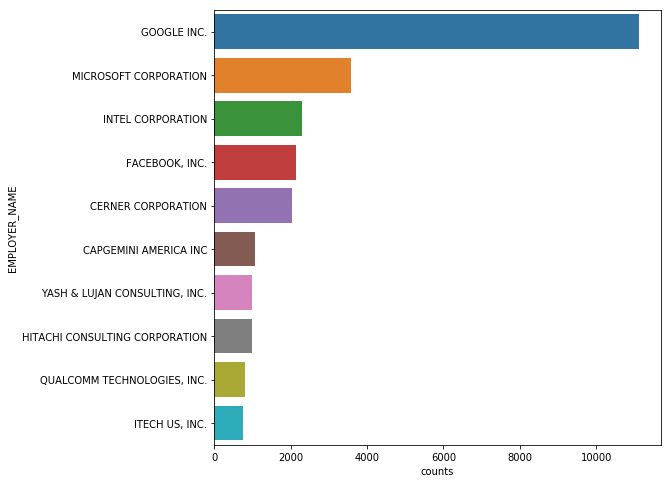 GOOGLE INC.
MICROSOFT CORPORATION
INTEL CORPORATION
FACEBOOK, INC.
CERNER CORPORATION
CAPGEMINI AMERICA INC
YASH & LUJAN CONSULTING, INC.
HITACHI CONSULTING CORPORATION
QUALCOMM TECHNOLOGIES, INC.
ITECH US, INC.
EMPLOYER_NAME
0 2000 4000 6000 8000 10000
counts